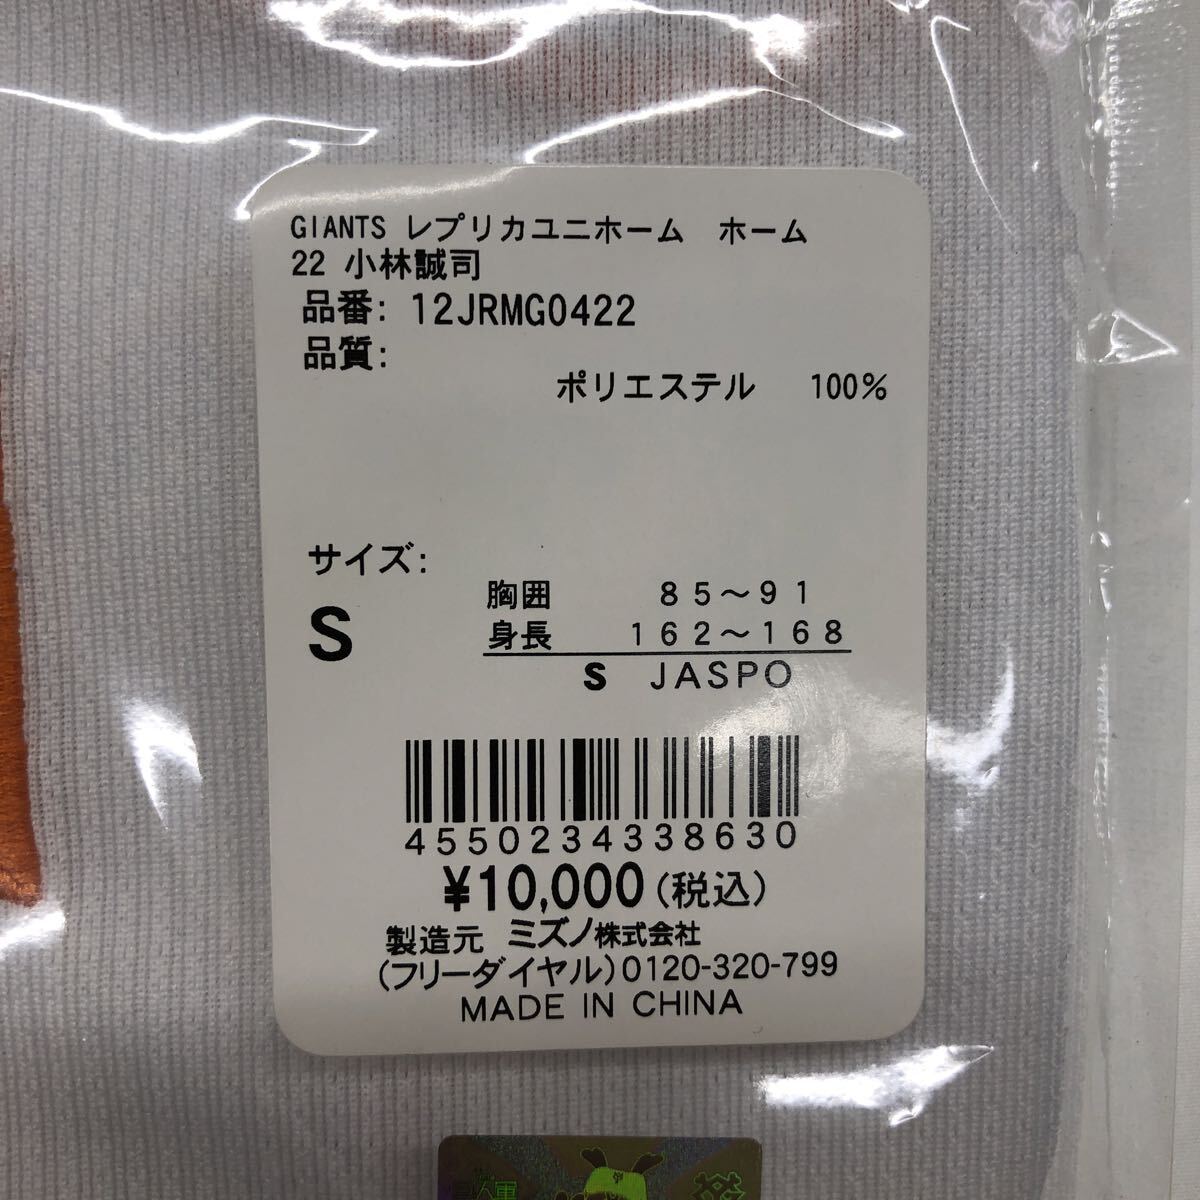 GIANTS レプリカユニホーム ホーム
22 小林誠司
品番: 12JRMG0422
品質:
ポリエステル 100%
サイズ:
S
胸囲 85～91
身長 162～168
S JASPO
4550234338630
¥10,000(税込)
製造元 ミズノ株式会社
(フリーダイヤル)0120-320-799
MADE IN CHINA